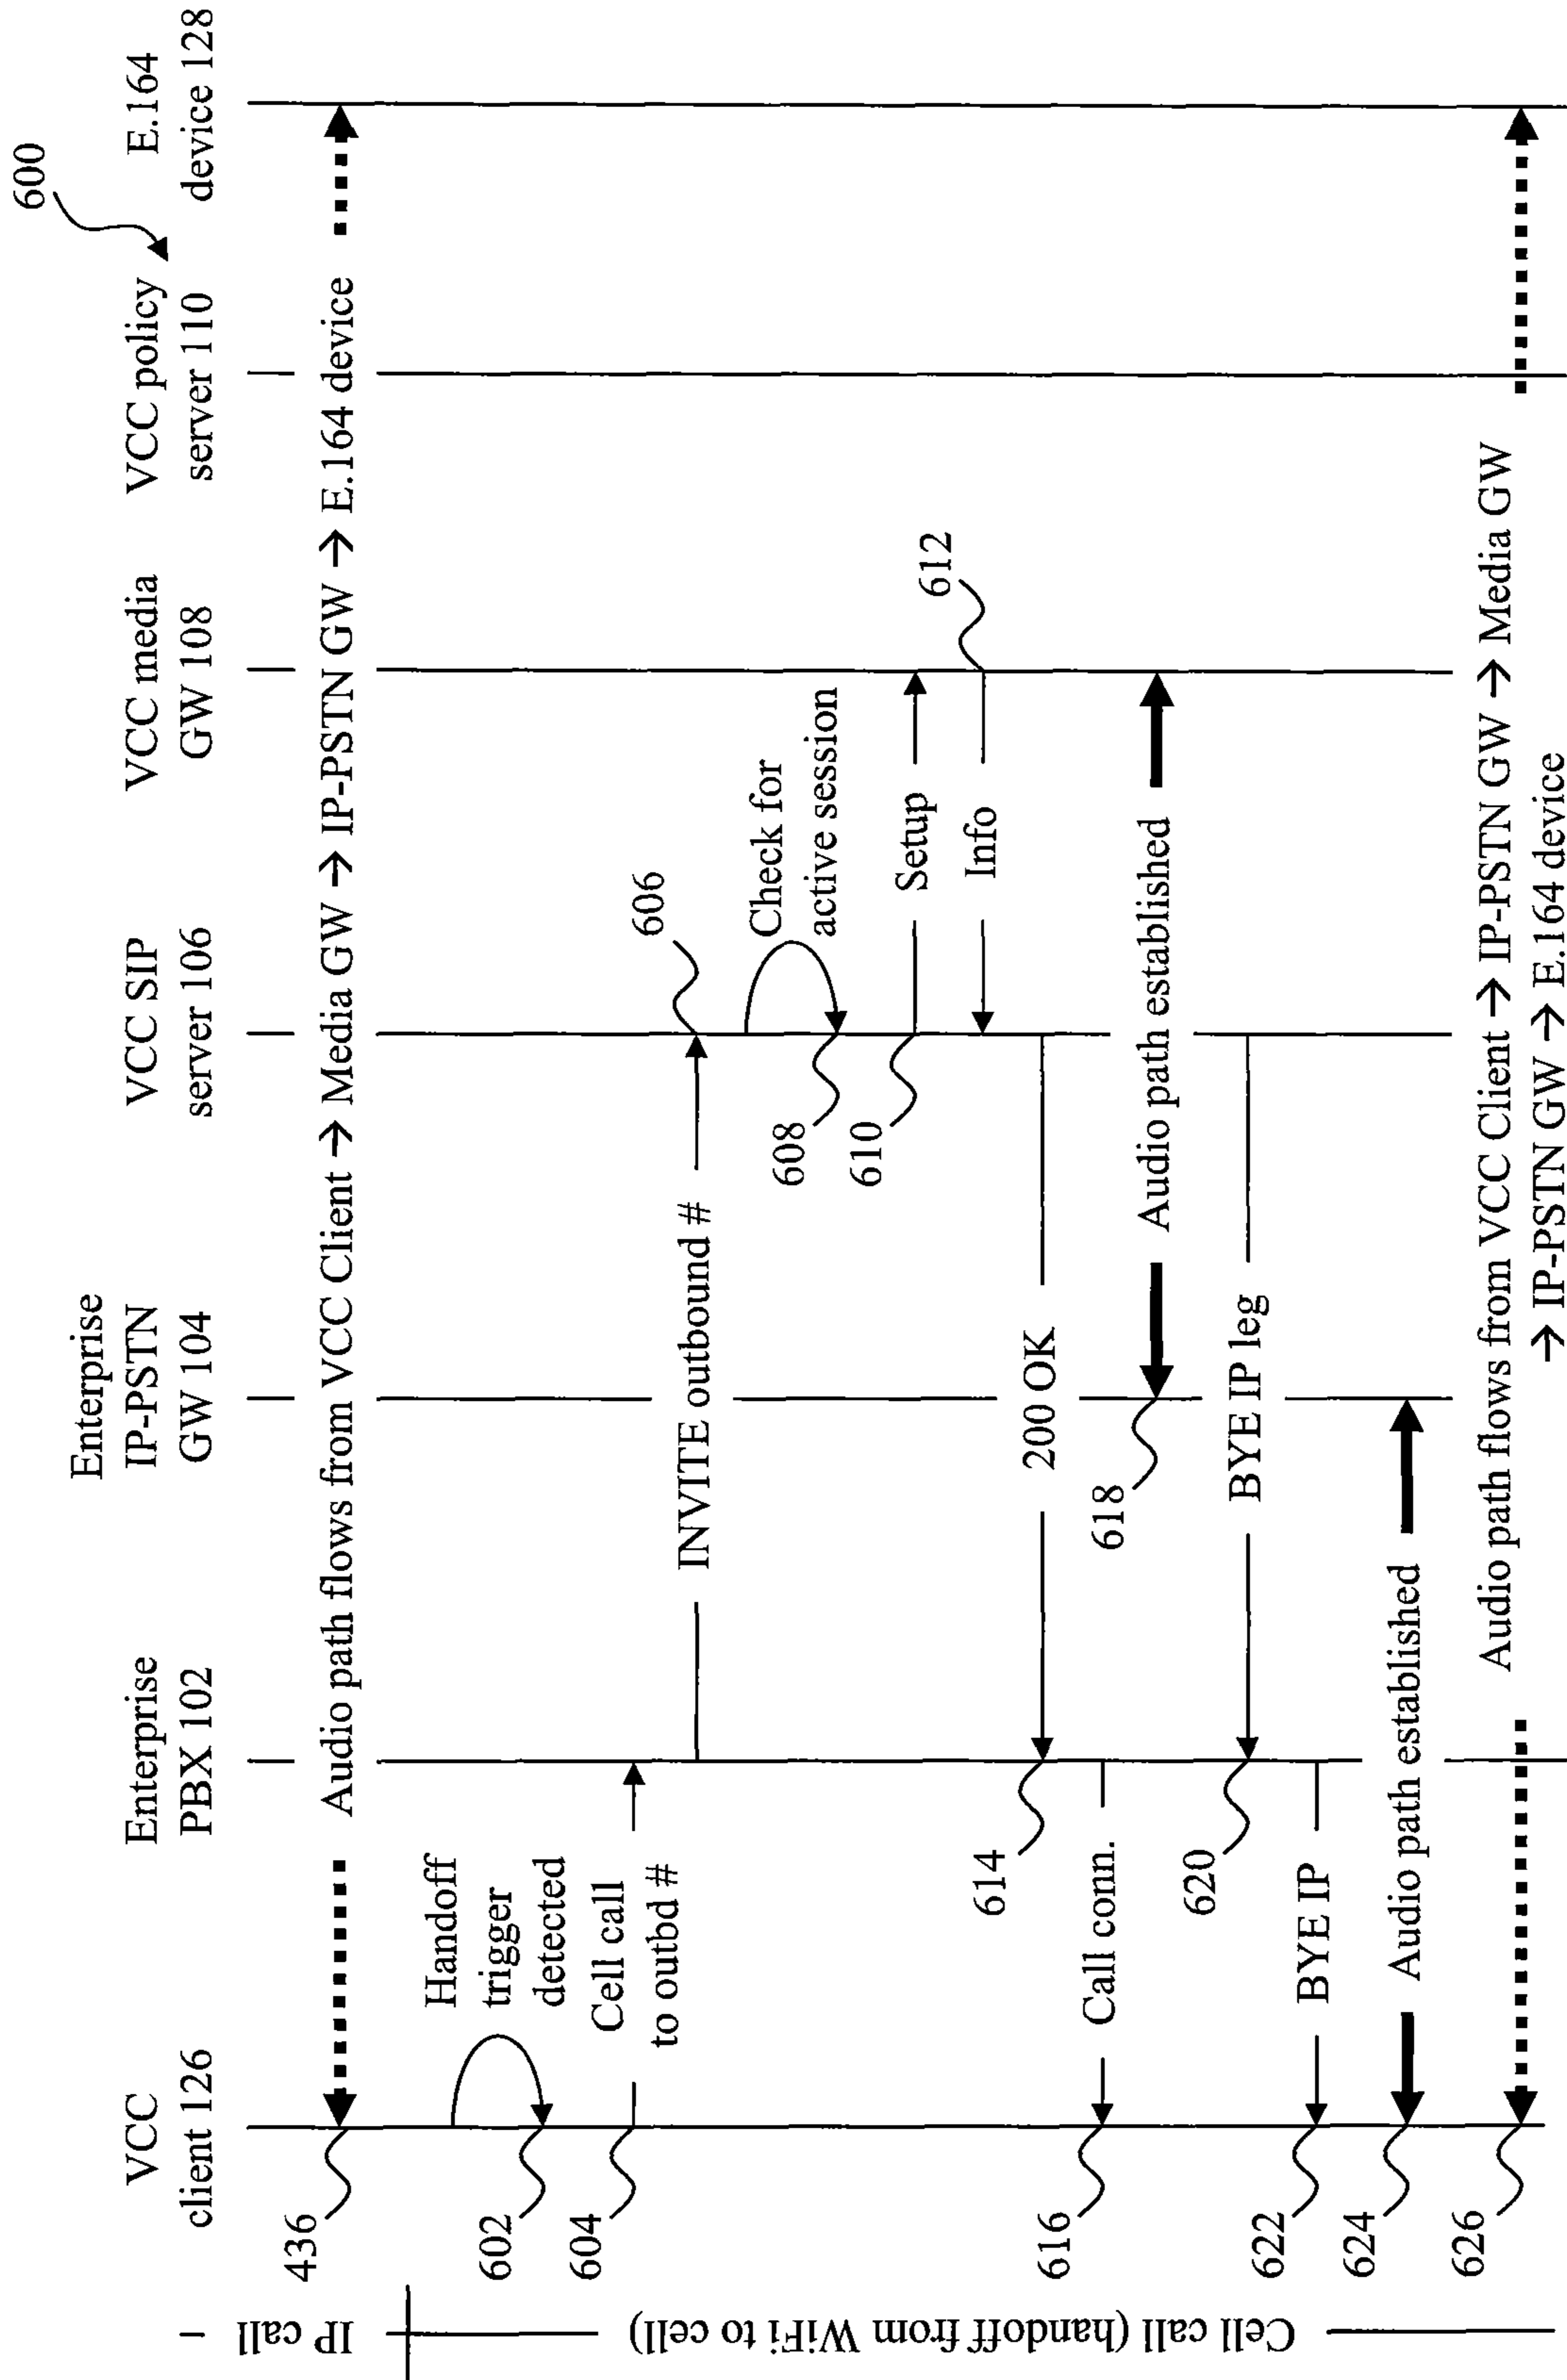 600
VCC
client 126
Enterprise
PBX 102
Enterprise
IP-PSTN
GW 104
VCC SIP
server 106
VCC media
GW 108
VCC policy
server 110
E.164
device 128
IP call
436
Audio path flows from VCC Client → Media GW → IP-PSTN GW → E.164 device
Cell call (handoff from WiFi to cell)
602
Handoff
trigger
detected
604
Cell call
to outbd #
INVITE outbound #
606
608
Check for
active session
610
Setup
Info
612
614
200 OK
616
Call conn.
618
Audio path established
620
BYE IP leg
622
BYE IP
624
Audio path established
626
Audio path flows from VCC Client → IP-PSTN GW → Media GW
→ IP-PSTN GW → E.164 device